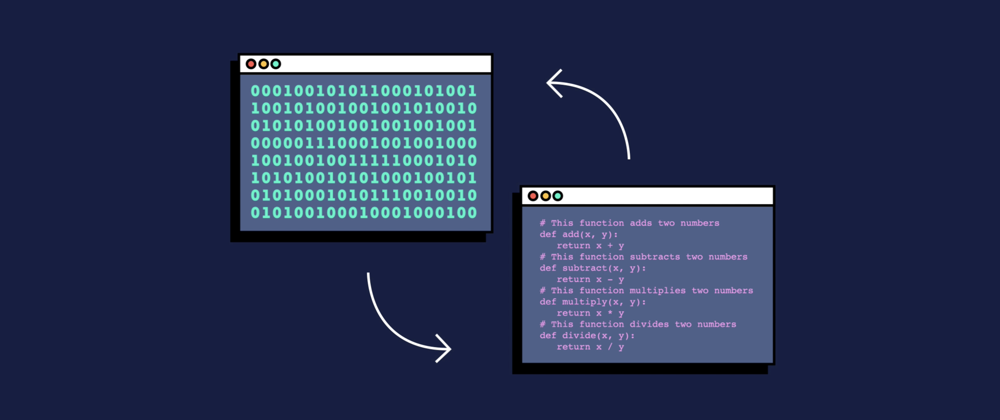 000100101011000101001
100101001001001010010
010101001001001001001
000001110001001001000
100100100111110001010
101010010101000100101
010100010101110010010
010100100010001000100
# This function adds two numbers
def add(x, y):
   return x + y
# This function subtracts two numbers
def subtract(x, y):
   return x - y
# This function multiplies two numbers
def multiply(x, y):
   return x * y
# This function divides two numbers
def divide(x, y):
   return x / y